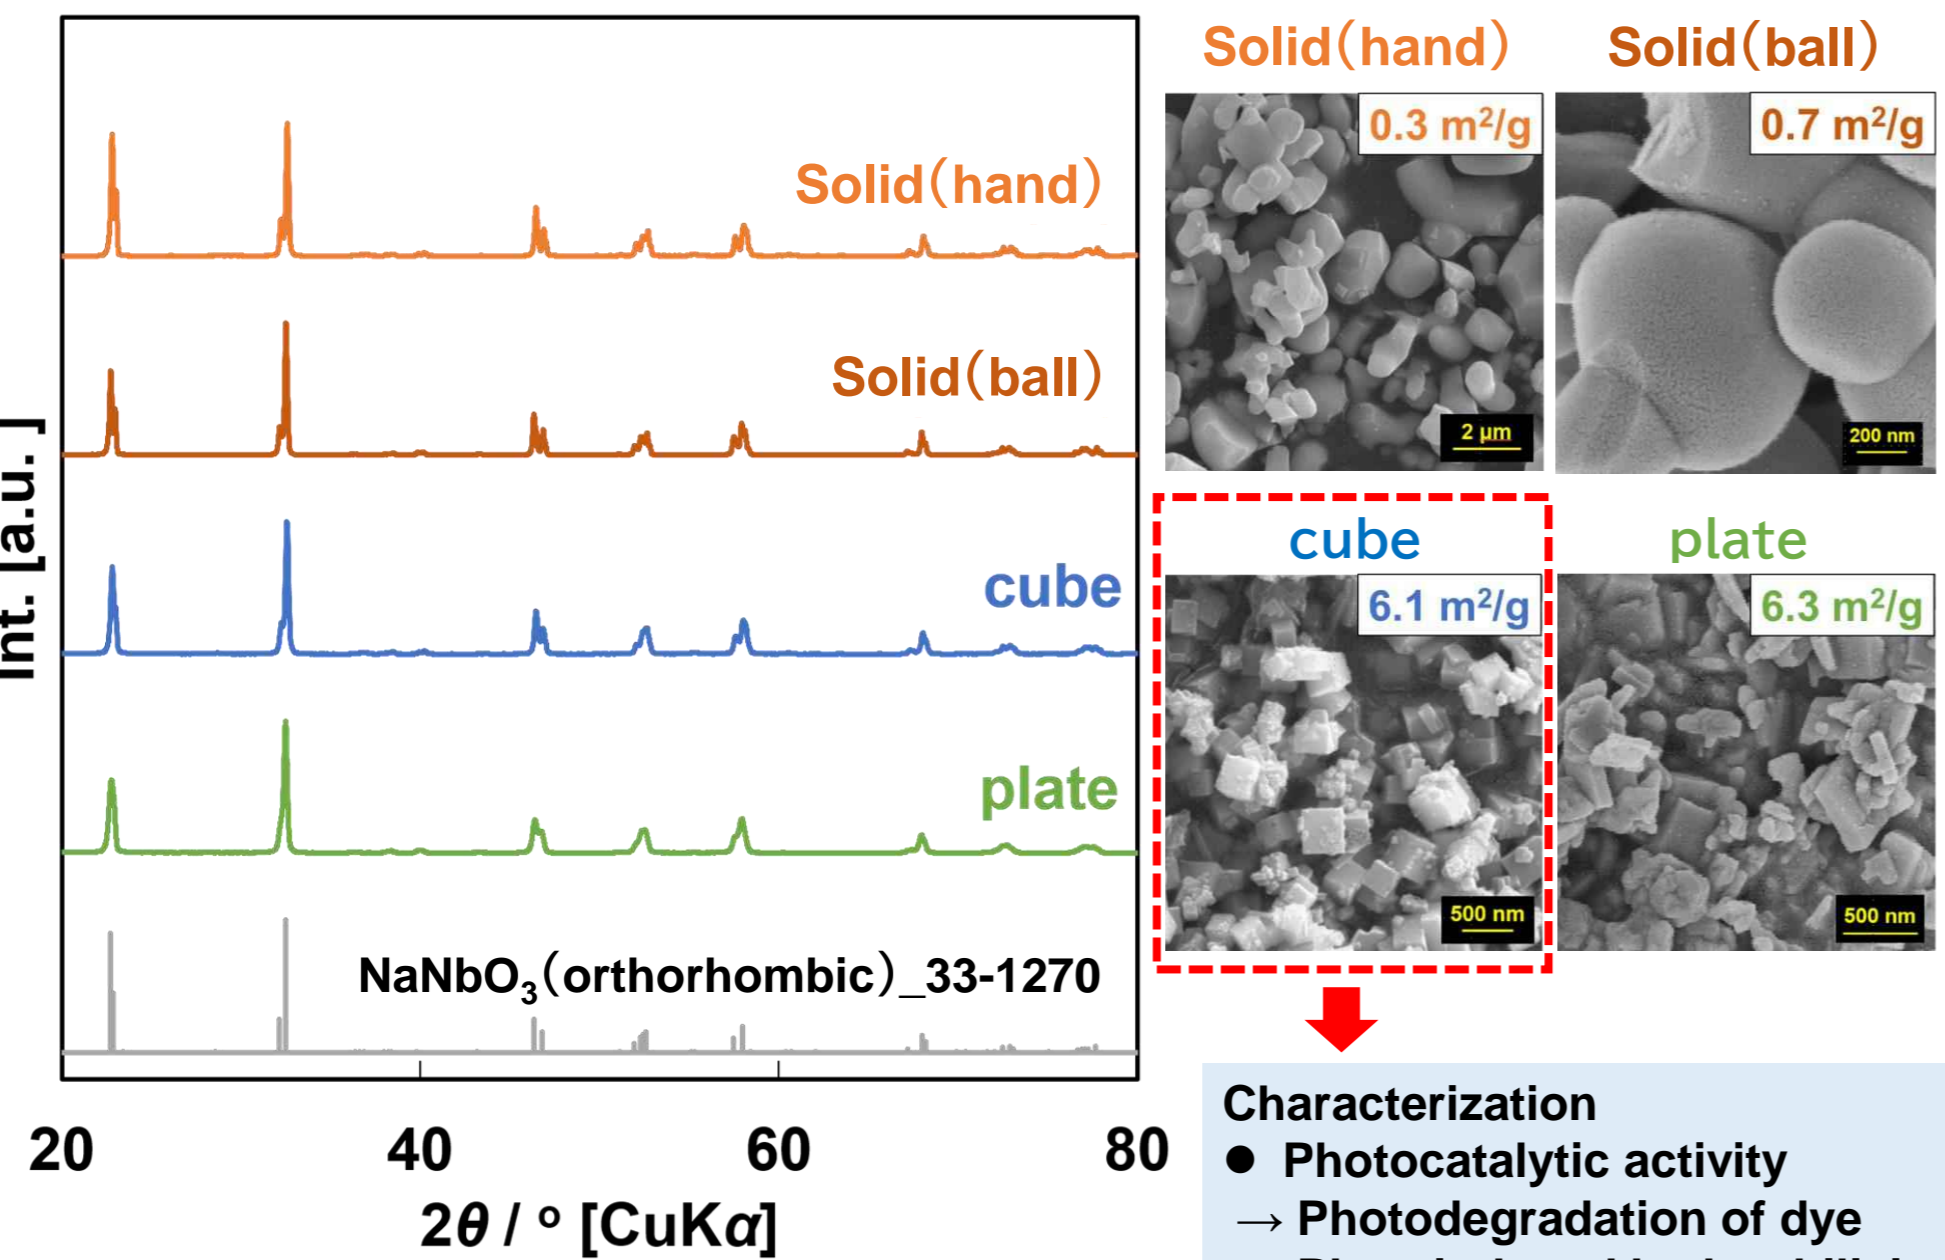 Int. [a.u. ]
Solid（hand）
Solid（ball）
cube
plate
NaNbO₃（orthorhombic）_33-1270
20 40 60 80
2θ / ° [CuKα]
Solid（hand） Solid（ball）
0.3 m²/g 0.7 m²/g
2 μm 200 nm
cube plate
6.1 m²/g 6.3 m²/g
500 nm 500 nm
Characterization
● Photocatalytic activity
→ Photodegradation of dye